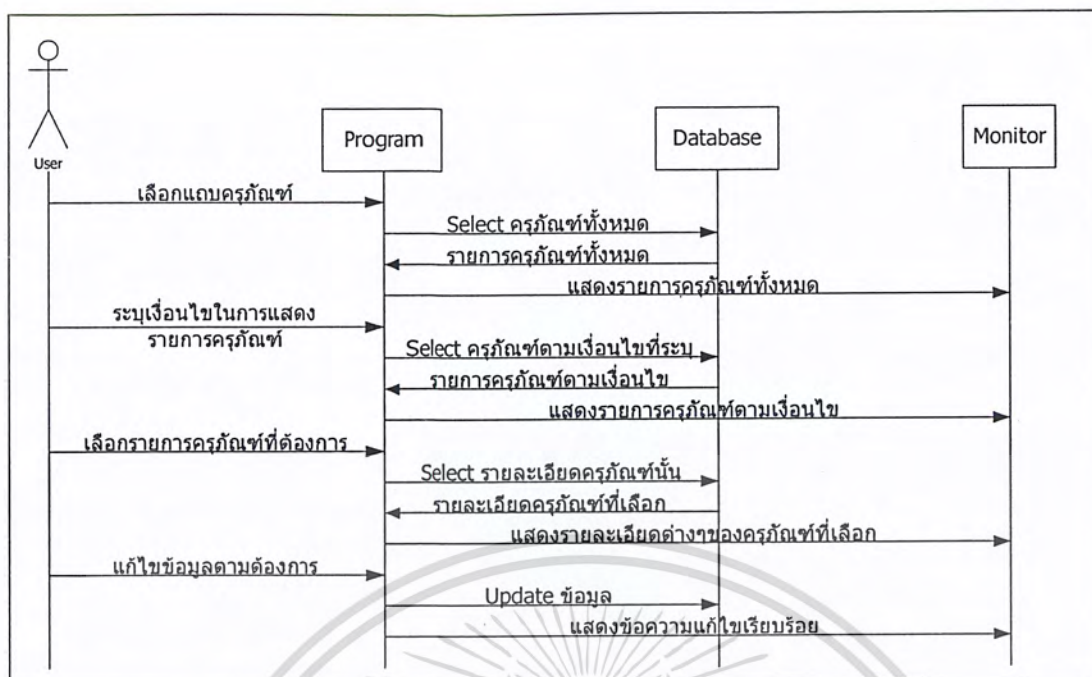 User
Program
Database
Monitor
เลือกแถบครุภัณฑ์
Select ครุภัณฑ์ทั้งหมด
รายการครุภัณฑ์ทั้งหมด
แสดงรายการครุภัณฑ์ทั้งหมด
ระบุเงื่อนไขในการแสดง
รายการครุภัณฑ์
Select ครุภัณฑ์ตามเงื่อนไขที่ระบุ
รายการครุภัณฑ์ตามเงื่อนไข
แสดงรายการครุภัณฑ์ตามเงื่อนไข
เลือกรายการครุภัณฑ์ที่ต้องการ
Select รายละเอียดครุภัณฑ์นั้น
รายละเอียดครุภัณฑ์ที่เลือก
แสดงรายละเอียดต่างๆของครุภัณฑ์ที่เลือก
แก้ไขข้อมูลตามต้องการ
Update ข้อมูล
แสดงข้อความแก้ไขเรียบร้อย